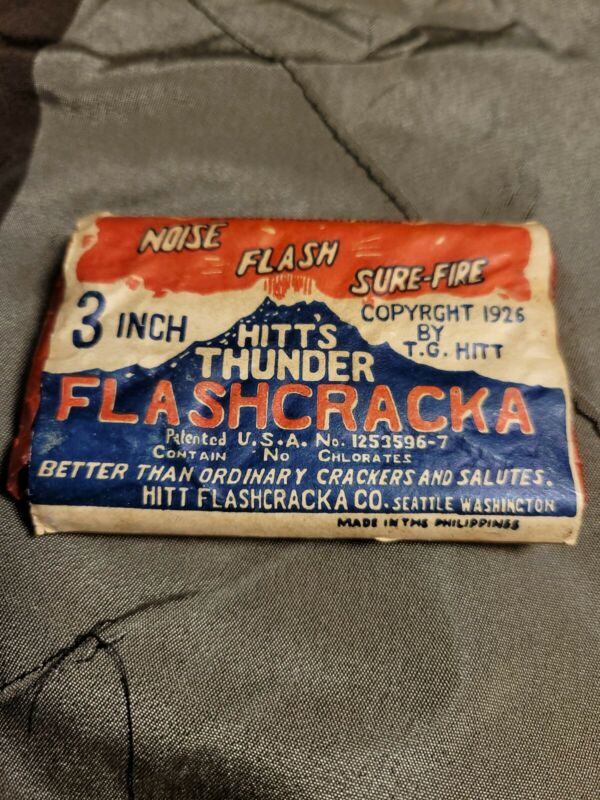 NOISE FLASH SURE-FIRE
3 INCH
COPYRGHT 1926
BY
T.G. HITT
HITT'S
THUNDER
FLASHCRACKA
Patented U.S.A. No. 1253596-7
CONTAIN NO CHLORATES
BETTER THAN ORDINARY CRACKERS AND SALUTES.
HITT FLASHCRACKA CO. SEATTLE WASHINGTON
MADE IN THE PHILIPPINES